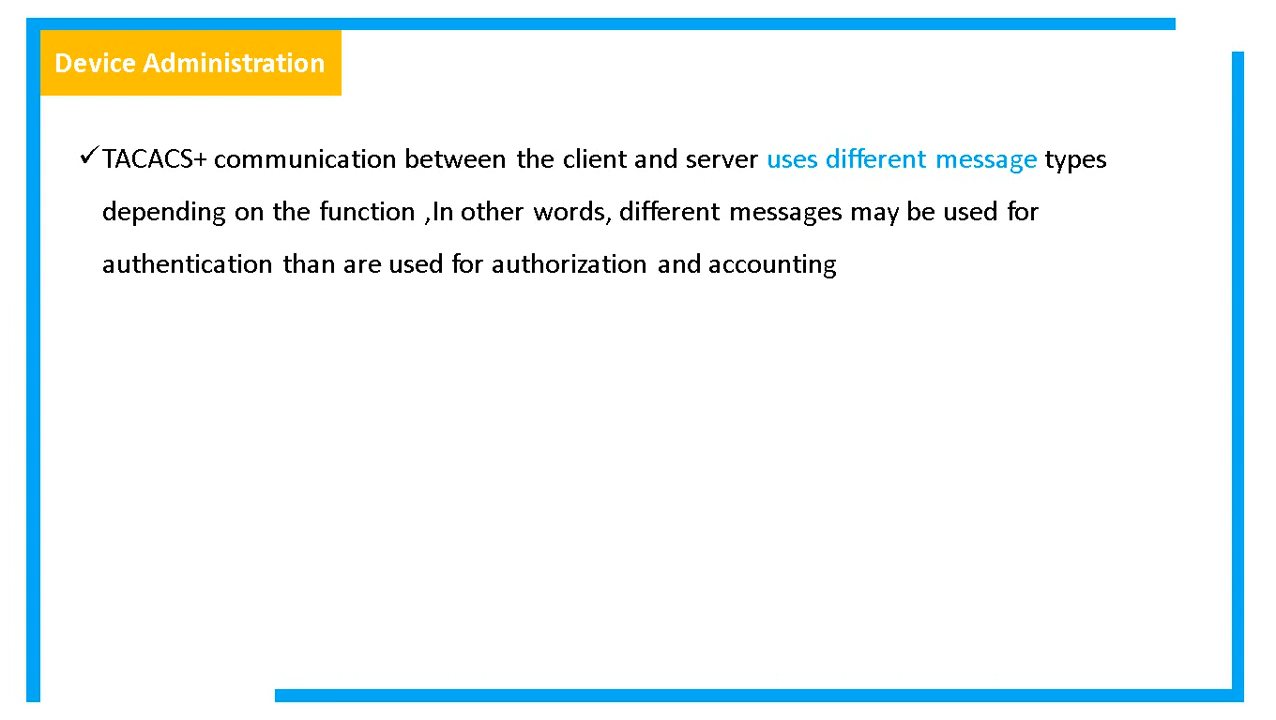 Device Administration
✓TACACS+ communication between the client and server uses different message types
depending on the function ,In other words, different messages may be used for
authentication than are used for authorization and accounting